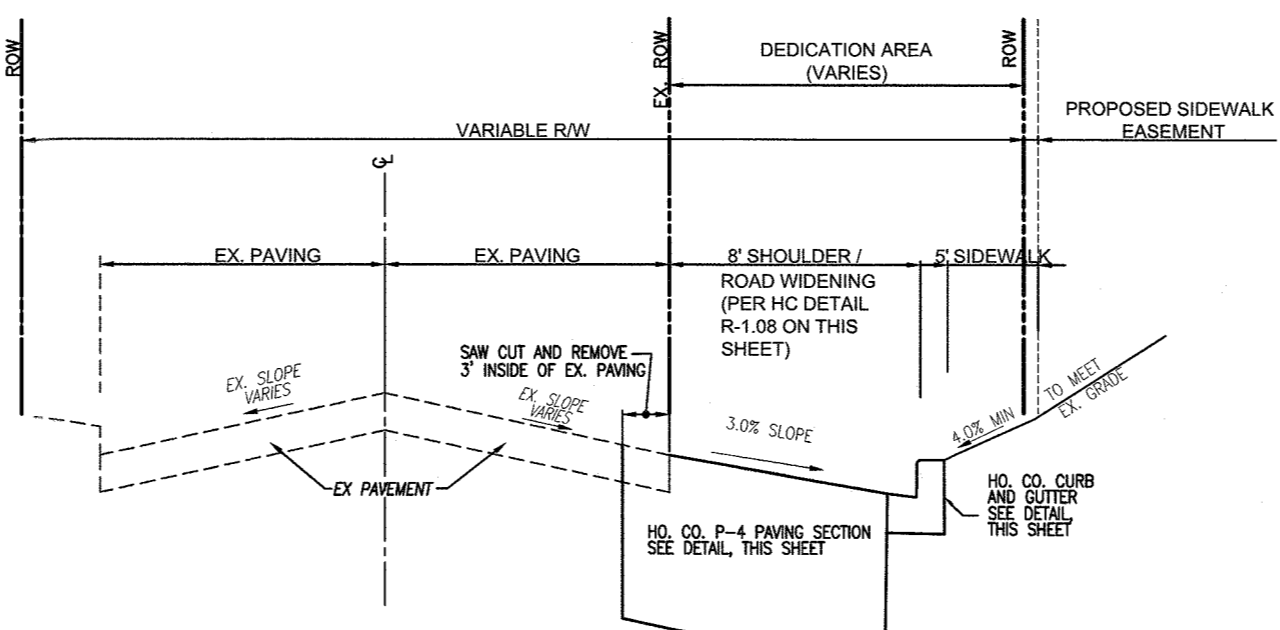 ROW
EX. ROW
DEDICATION AREA
(VARIES)
ROW
VARIABLE R/W
PROPOSED SIDEWALK
EASEMENT
CL
EX. PAVING
EX. PAVING
8' SHOULDER /
ROAD WIDENING
(PER HC DETAIL
R-1.08 ON THIS
SHEET)
5' SIDEWALK
SAW CUT AND REMOVE
3' INSIDE OF EX. PAVING
EX. SLOPE
VARIES
EX. SLOPE
VARIES
3.0% SLOPE
4.0% MIN
TO MEET
EX. GRADE
EX PAVEMENT
HO. CO. P-4 PAVING SECTION
SEE DETAIL, THIS SHEET
HO. CO. CURB
AND GUTTER
SEE DETAIL,
THIS SHEET